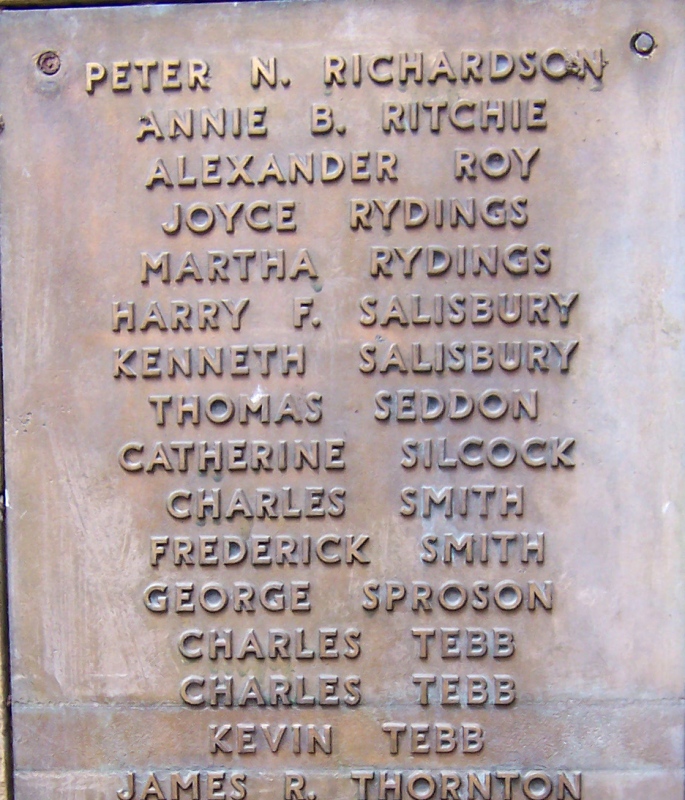 PETER N. RICHARDSON
ANNIE B. RITCHIE
ALEXANDER ROY
JOYCE RYDINGS
MARTHA RYDINGS
HARRY F. SALISBURY
KENNETH SALISBURY
THOMAS SEDDON
CATHERINE SILCOCK
CHARLES SMITH
FREDERICK SMITH
GEORGE SPROSON
CHARLES TEBB
CHARLES TEBB
KEVIN TEBB
JAMES R. THORNTON